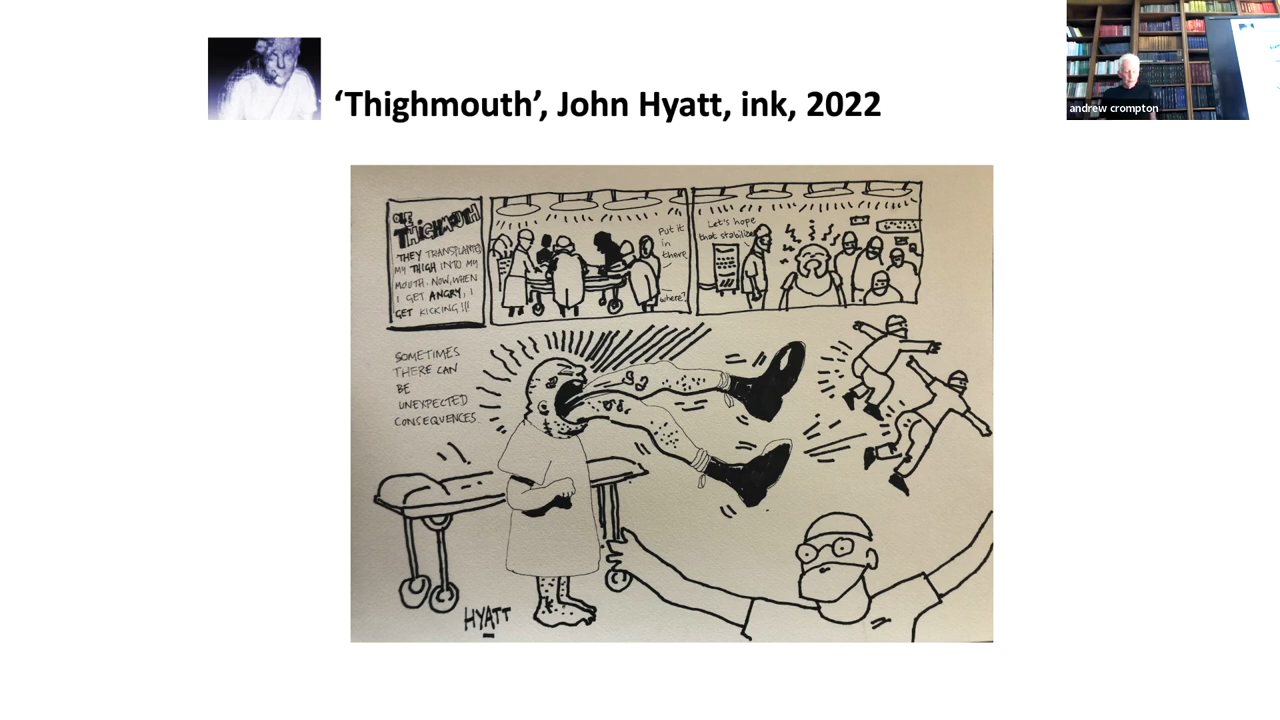 ‘Thighmouth’, John Hyatt, ink, 2022
andrew crompton
OLE
THIGHMOUTH
THEY TRANSPLANTED
MY THIGH INTO MY
MOUTH. NOW, WHEN
I GET ANGRY, I
GET KICKING!!!
Put it
in
there
where?
Let's hope
that stabilizes
SOMETIMES
THERE CAN
BE
UNEXPECTED
CONSEQUENCES
HYATT